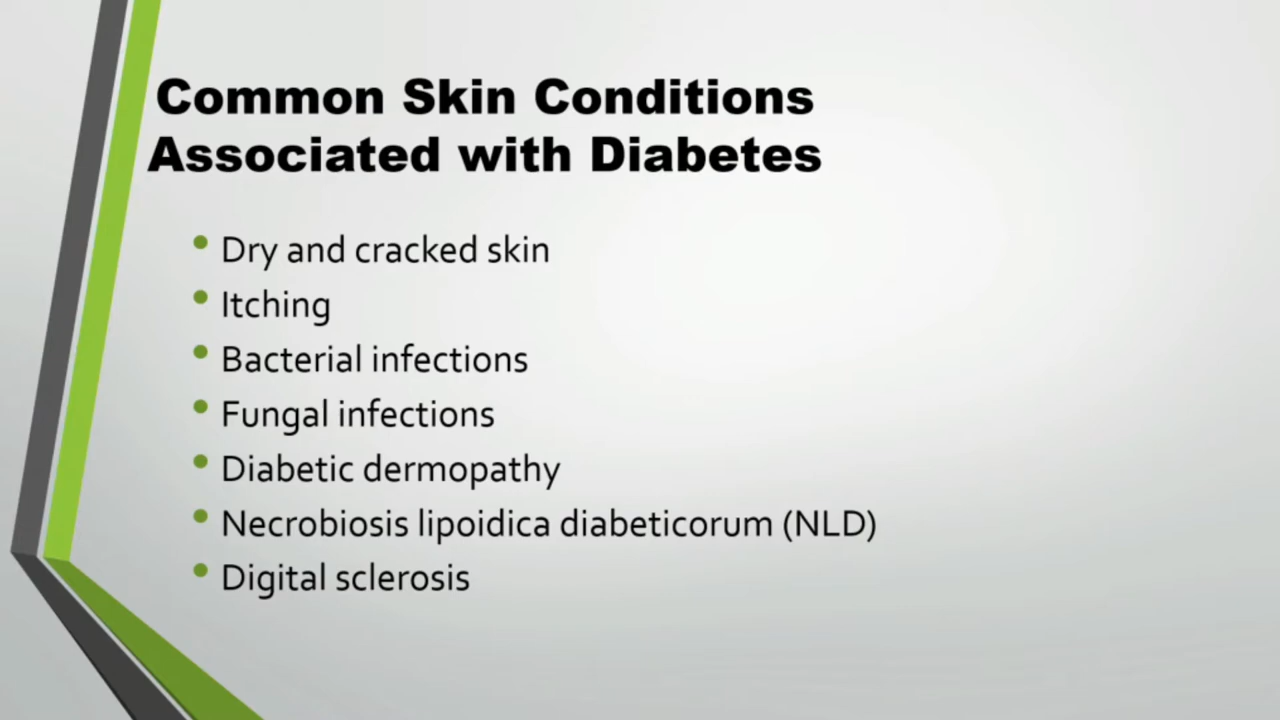 Common Skin Conditions
Associated with Diabetes
• Dry and cracked skin
• Itching
• Bacterial infections
• Fungal infections
• Diabetic dermopathy
• Necrobiosis lipoidica diabeticorum (NLD)
• Digital sclerosis